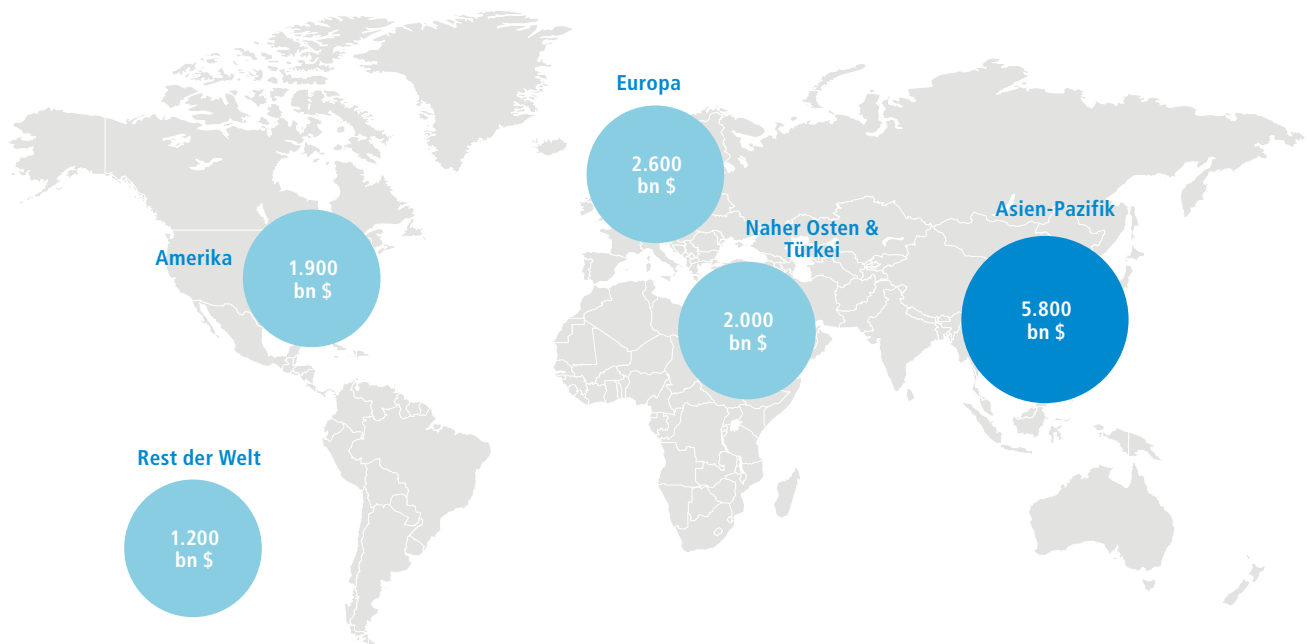 Europa
2.600
bn $
Asien-Pazifik
5.800
bn $
Naher Osten &
Türkei
2.000
bn $
Amerika
1.900
bn $
Rest der Welt
1.200
bn $